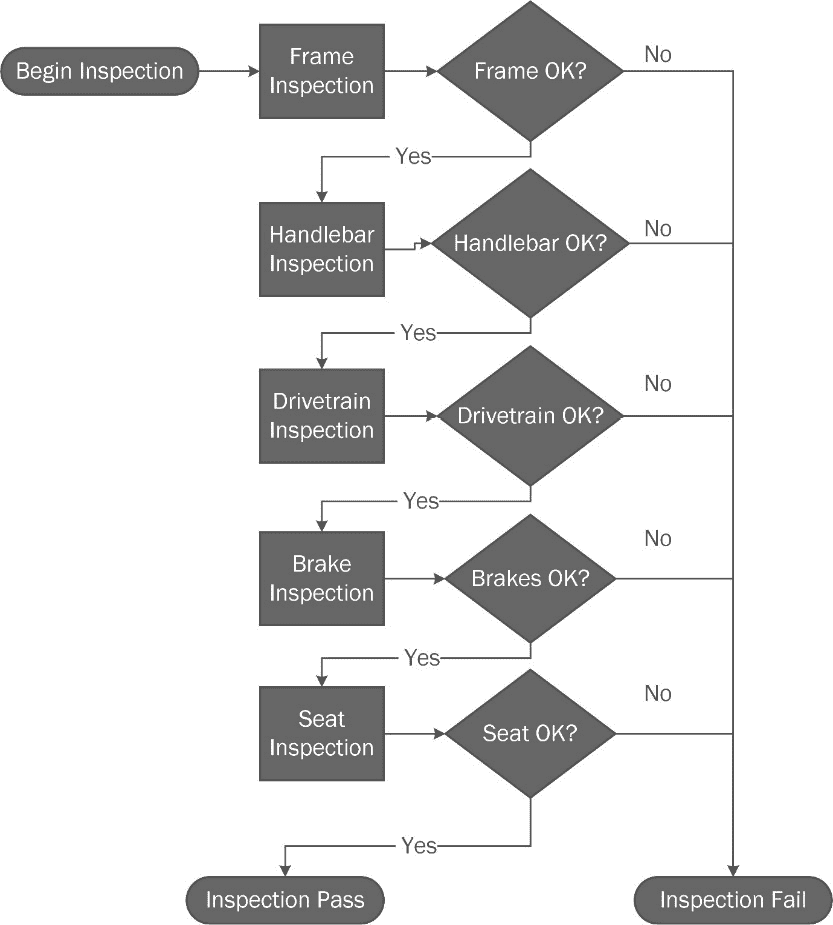 Begin Inspection
Frame
Inspection
Frame OK?
No
Yes
Handlebar
Inspection
Handlebar OK?
No
Yes
Drivetrain
Inspection
Drivetrain OK?
No
Yes
Brake
Inspection
Brakes OK?
No
Yes
Seat
Inspection
Seat OK?
No
Yes
Inspection Pass
Inspection Fail